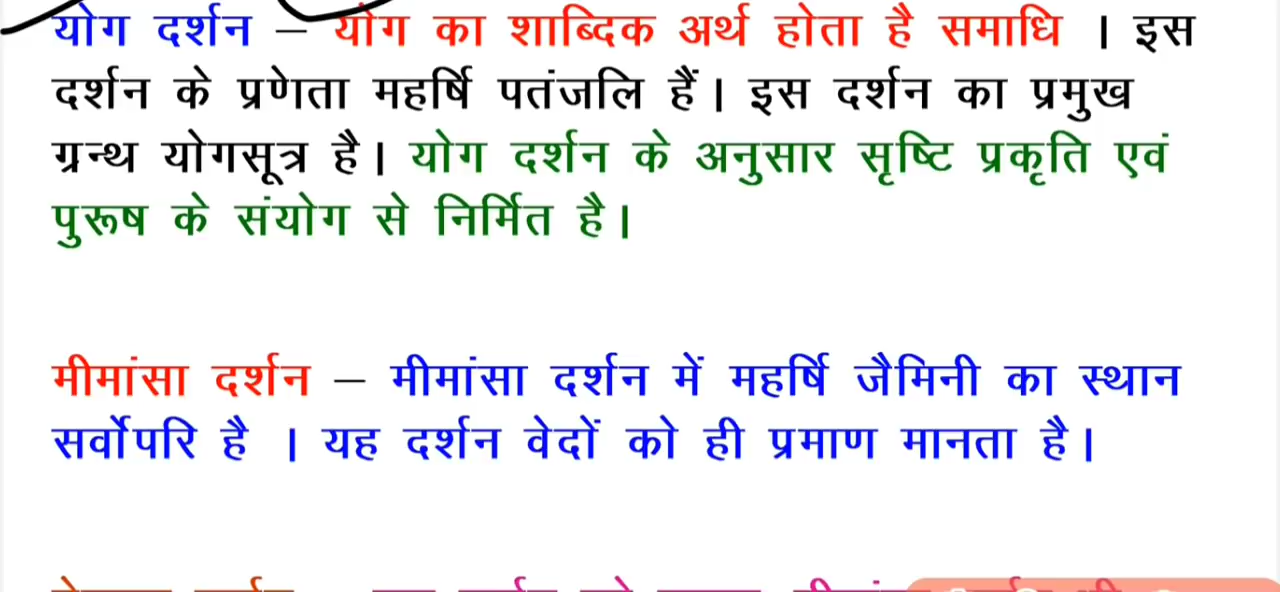 योग दर्शन – योग का शाब्दिक अर्थ होता है समाधि । इस
दर्शन के प्रणेता महर्षि पतंजलि हैं। इस दर्शन का प्रमुख
ग्रन्थ योगसूत्र है। योग दर्शन के अनुसार सृष्टि प्रकृति एवं
पुरूष के संयोग से निर्मित है।
मीमांसा दर्शन – मीमांसा दर्शन में महर्षि जैमिनी का स्थान
सर्वोपरि है । यह दर्शन वेदों को ही प्रमाण मानता है।